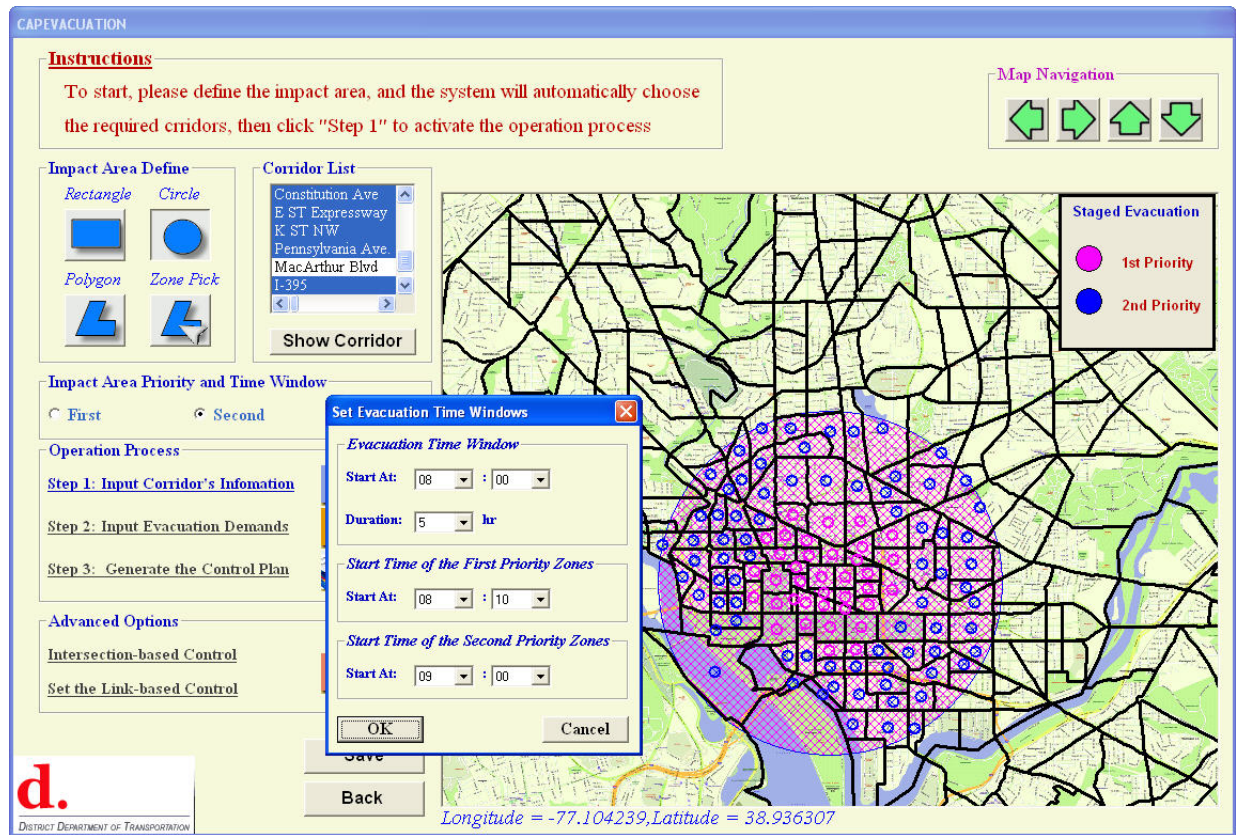 CAPEVACUATION
Instructions
To start, please define the impact area, and the system will automatically choose
the required crridors, then click "Step 1" to activate the operation process
Map Navigation
Impact Area Define
Rectangle Circle
Polygon Zone Pick
Corridor List
Constitution Ave
E ST Expressway
K ST NW
Pennsylvania Ave.
MacArthur Blvd
I-395
Show Corridor
Staged Evacuation
1st Priority
2nd Priority
Impact Area Priority and Time Window
First Second
Operation Process
Step 1: Input Corridor's Infomation
Step 2: Input Evacuation Demands
Step 3: Generate the Control Plan
Advanced Options
Intersection-based Control
Set the Link-based Control
Set Evacuation Time Windows
Evacuation Time Window
Start At: 08 : 00
Duration: 5 hr
Start Time of the First Priority Zones
Start At: 08 : 10
Start Time of the Second Priority Zones
Start At: 09 : 00
OK Cancel
Save
Back
d.
DISTRICT DEPARTMENT OF TRANSPORTATION
Longitude = -77.104239,Latitude = 38.936307